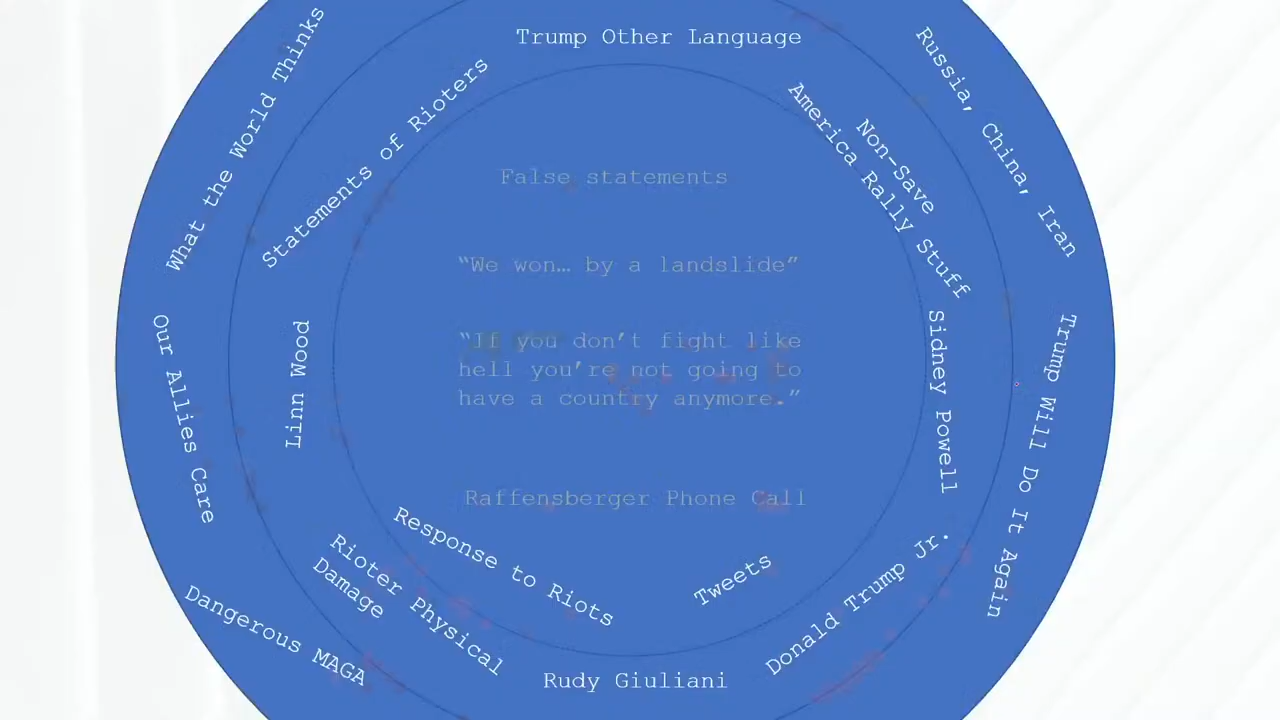 Trump Other Language
What the World Thinks
Russia, China, Iran
Statements of Rioters
Non-Save
America Rally Stuff
False statements
“We won… by a landslide”
“If you don’t fight like
hell you’re not going to
have a country anymore.”
Our Allies Care
Linn Wood
Sidney Powell
Trump Will Do It Again
Raffensberger Phone Call
Response to Riots
Tweets
Rioter Physical
Damage
Donald Trump Jr.
Dangerous MAGA
Rudy Giuliani